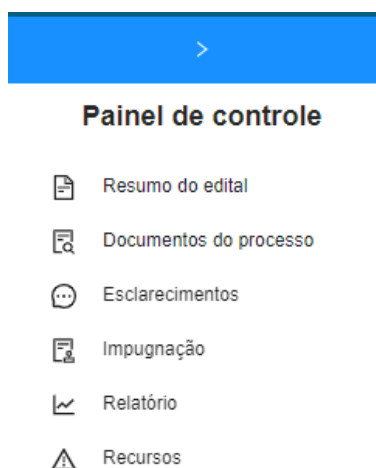 Painel de controle
Resumo do edital
Documentos do processo
Esclarecimentos
Impugnação
Relatório
Recursos